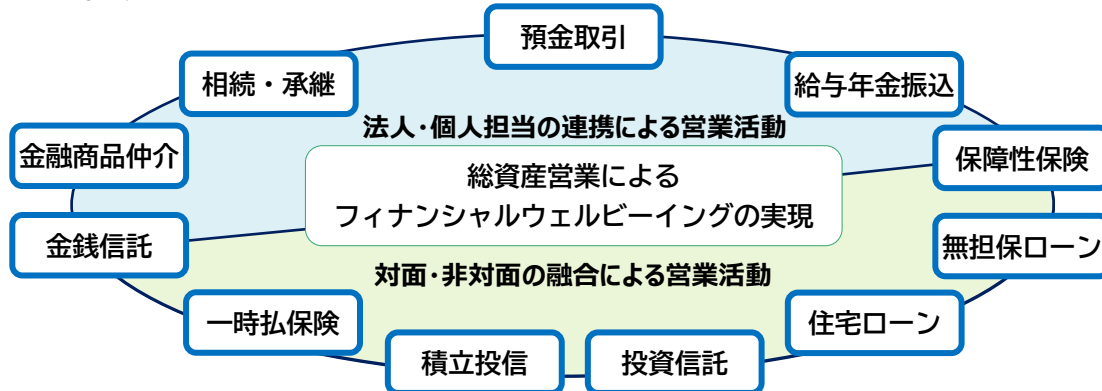 預金取引
相続・承継
給与年金振込
法人・個人担当の連携による営業活動
金融商品仲介
保障性保険
総資産営業による
フィナンシャルウェルビーイングの実現
金銭信託
無担保ローン
対面・非対面の融合による営業活動
一時払保険
住宅ローン
積立投信
投資信託